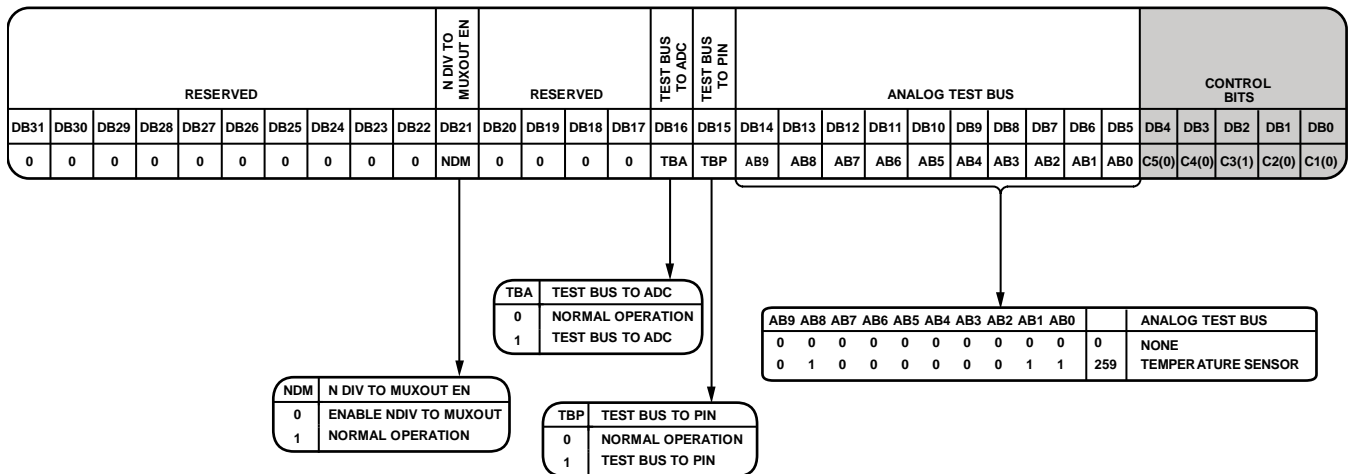 RESERVED
N DIV TO
MUXOUT EN
RESERVED
TEST BUS
TO ADC
TEST BUS
TO PIN
ANALOG TEST BUS
CONTROL
BITS
DB31 DB30 DB29 DB28 DB27 DB26 DB25 DB24 DB23 DB22 DB21 DB20 DB19 DB18 DB17 DB16 DB15 DB14 DB13 DB12 DB11 DB10 DB9 DB8 DB7 DB6 DB5 DB4 DB3 DB2 DB1 DB0
0 0 0 0 0 0 0 0 0 0 NDM 0 0 0 0 TBA TBP AB9 AB8 AB7 AB6 AB5 AB4 AB3 AB2 AB1 AB0 C5(0) C4(0) C3(1) C2(0) C1(0)
TBA TEST BUS TO ADC
0 NORMAL OPERATION
1 TEST BUS TO ADC
AB9 AB8 AB7 AB6 AB5 AB4 AB3 AB2 AB1 AB0 ANALOG TEST BUS
0 0 0 0 0 0 0 0 0 0 0 NONE
0 1 0 0 0 0 0 0 1 1 259 TEMPERATURE SENSOR
NDM N DIV TO MUXOUT EN
0 ENABLE NDIV TO MUXOUT
1 NORMAL OPERATION
TBP TEST BUS TO PIN
0 NORMAL OPERATION
1 TEST BUS TO PIN